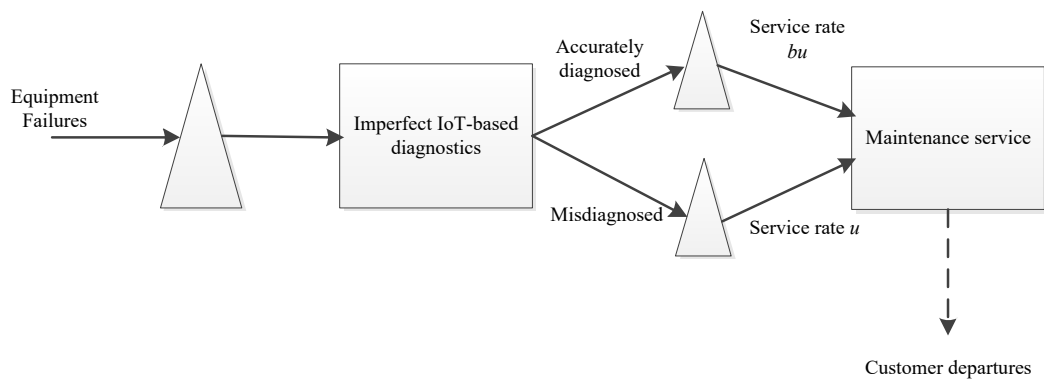 Equipment
Failures
Imperfect IoT-based
diagnostics
Accurately
diagnosed
Misdiagnosed
Service rate
bu
Service rate u
Maintenance service
Customer departures